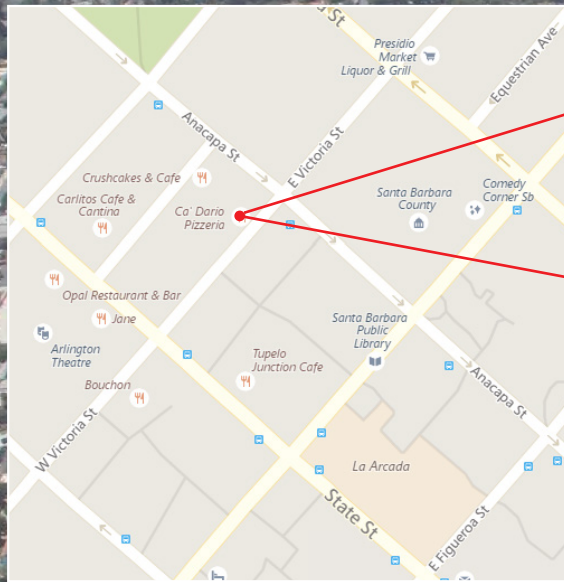 g St
Presidio
Market
Liquor & Grill
Equestrian Ave
Anacapa St
E Victoria St
Crushcakes & Cafe
Carlitos Cafe &
Cantina
Ca' Dario
Pizzeria
Santa Barbara
County
Comedy
Corner Sb
Opal Restaurant & Bar
Jane
Arlington
Theatre
Santa Barbara
Public
Library
Tupelo
Junction Cafe
Bouchon
Anacapa St
W Victoria St
La Arcada
State St
E Figueroa St